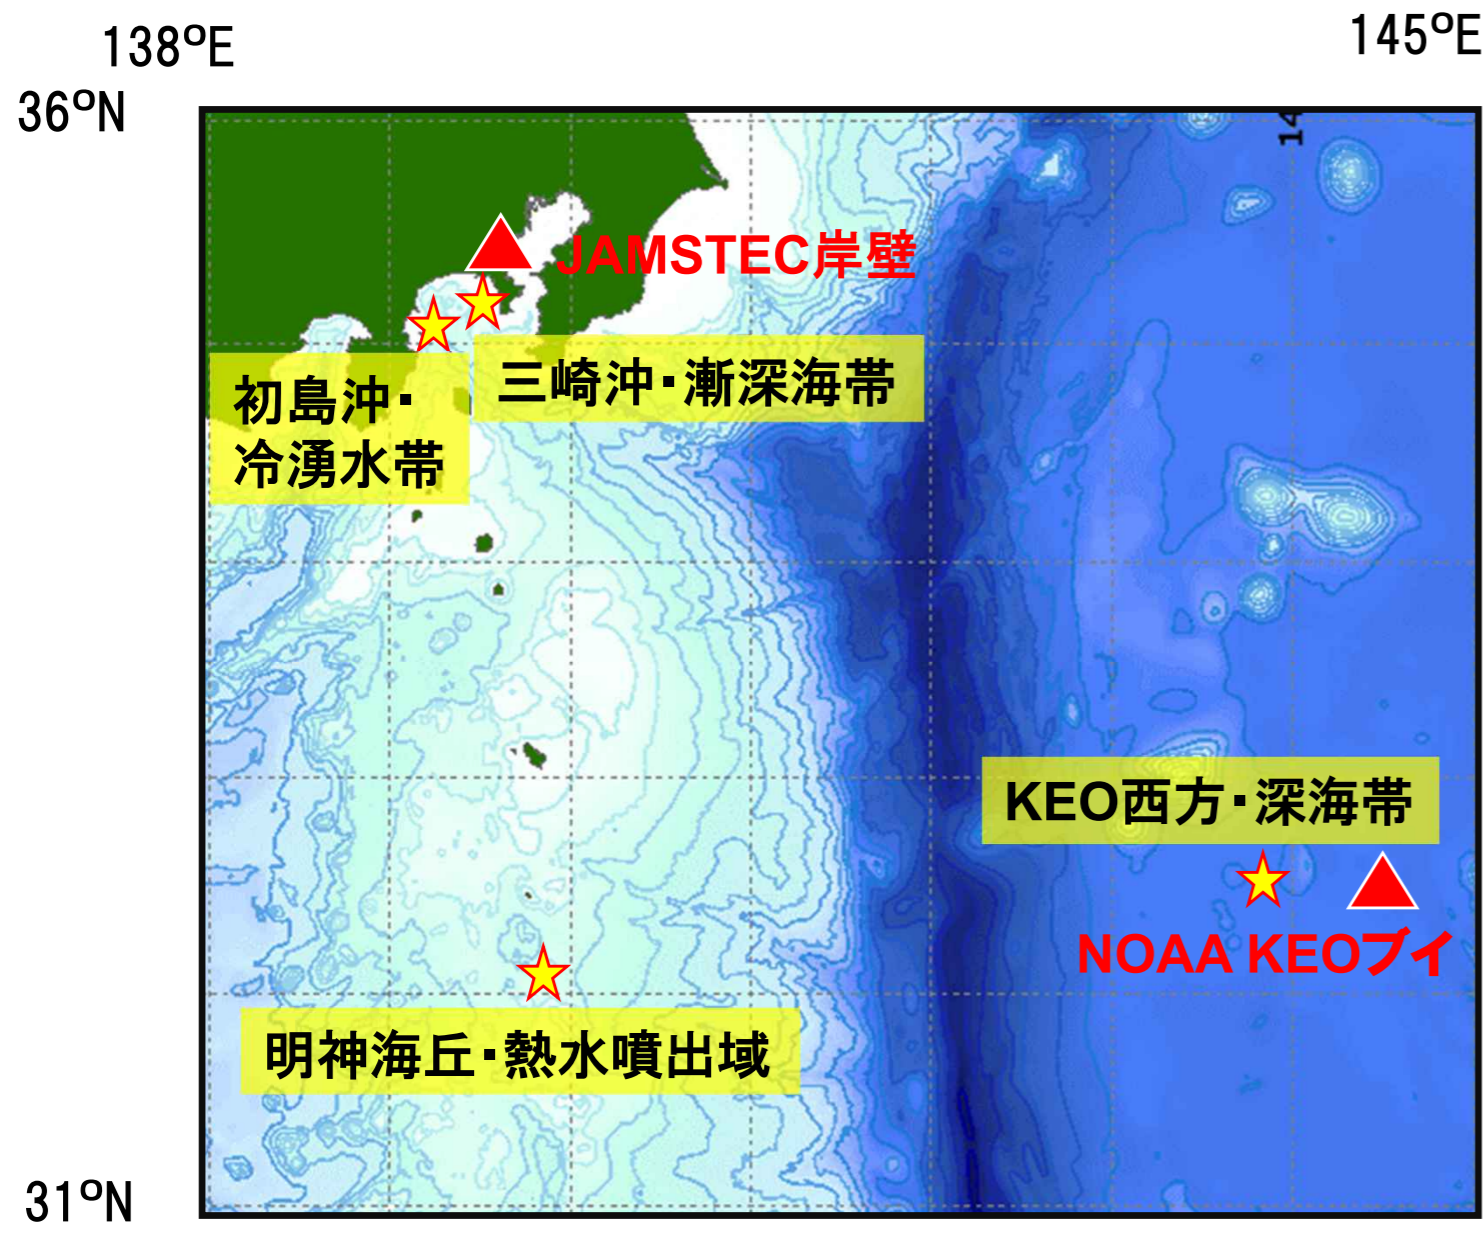 138°E
145°E
36°N
14
JAMSTEC岸壁
三崎沖・漸深海帯
初島沖・
冷湧水帯
KEO西方・深海帯
NOAA KEOブイ
明神海丘・熱水噴出域
31°N